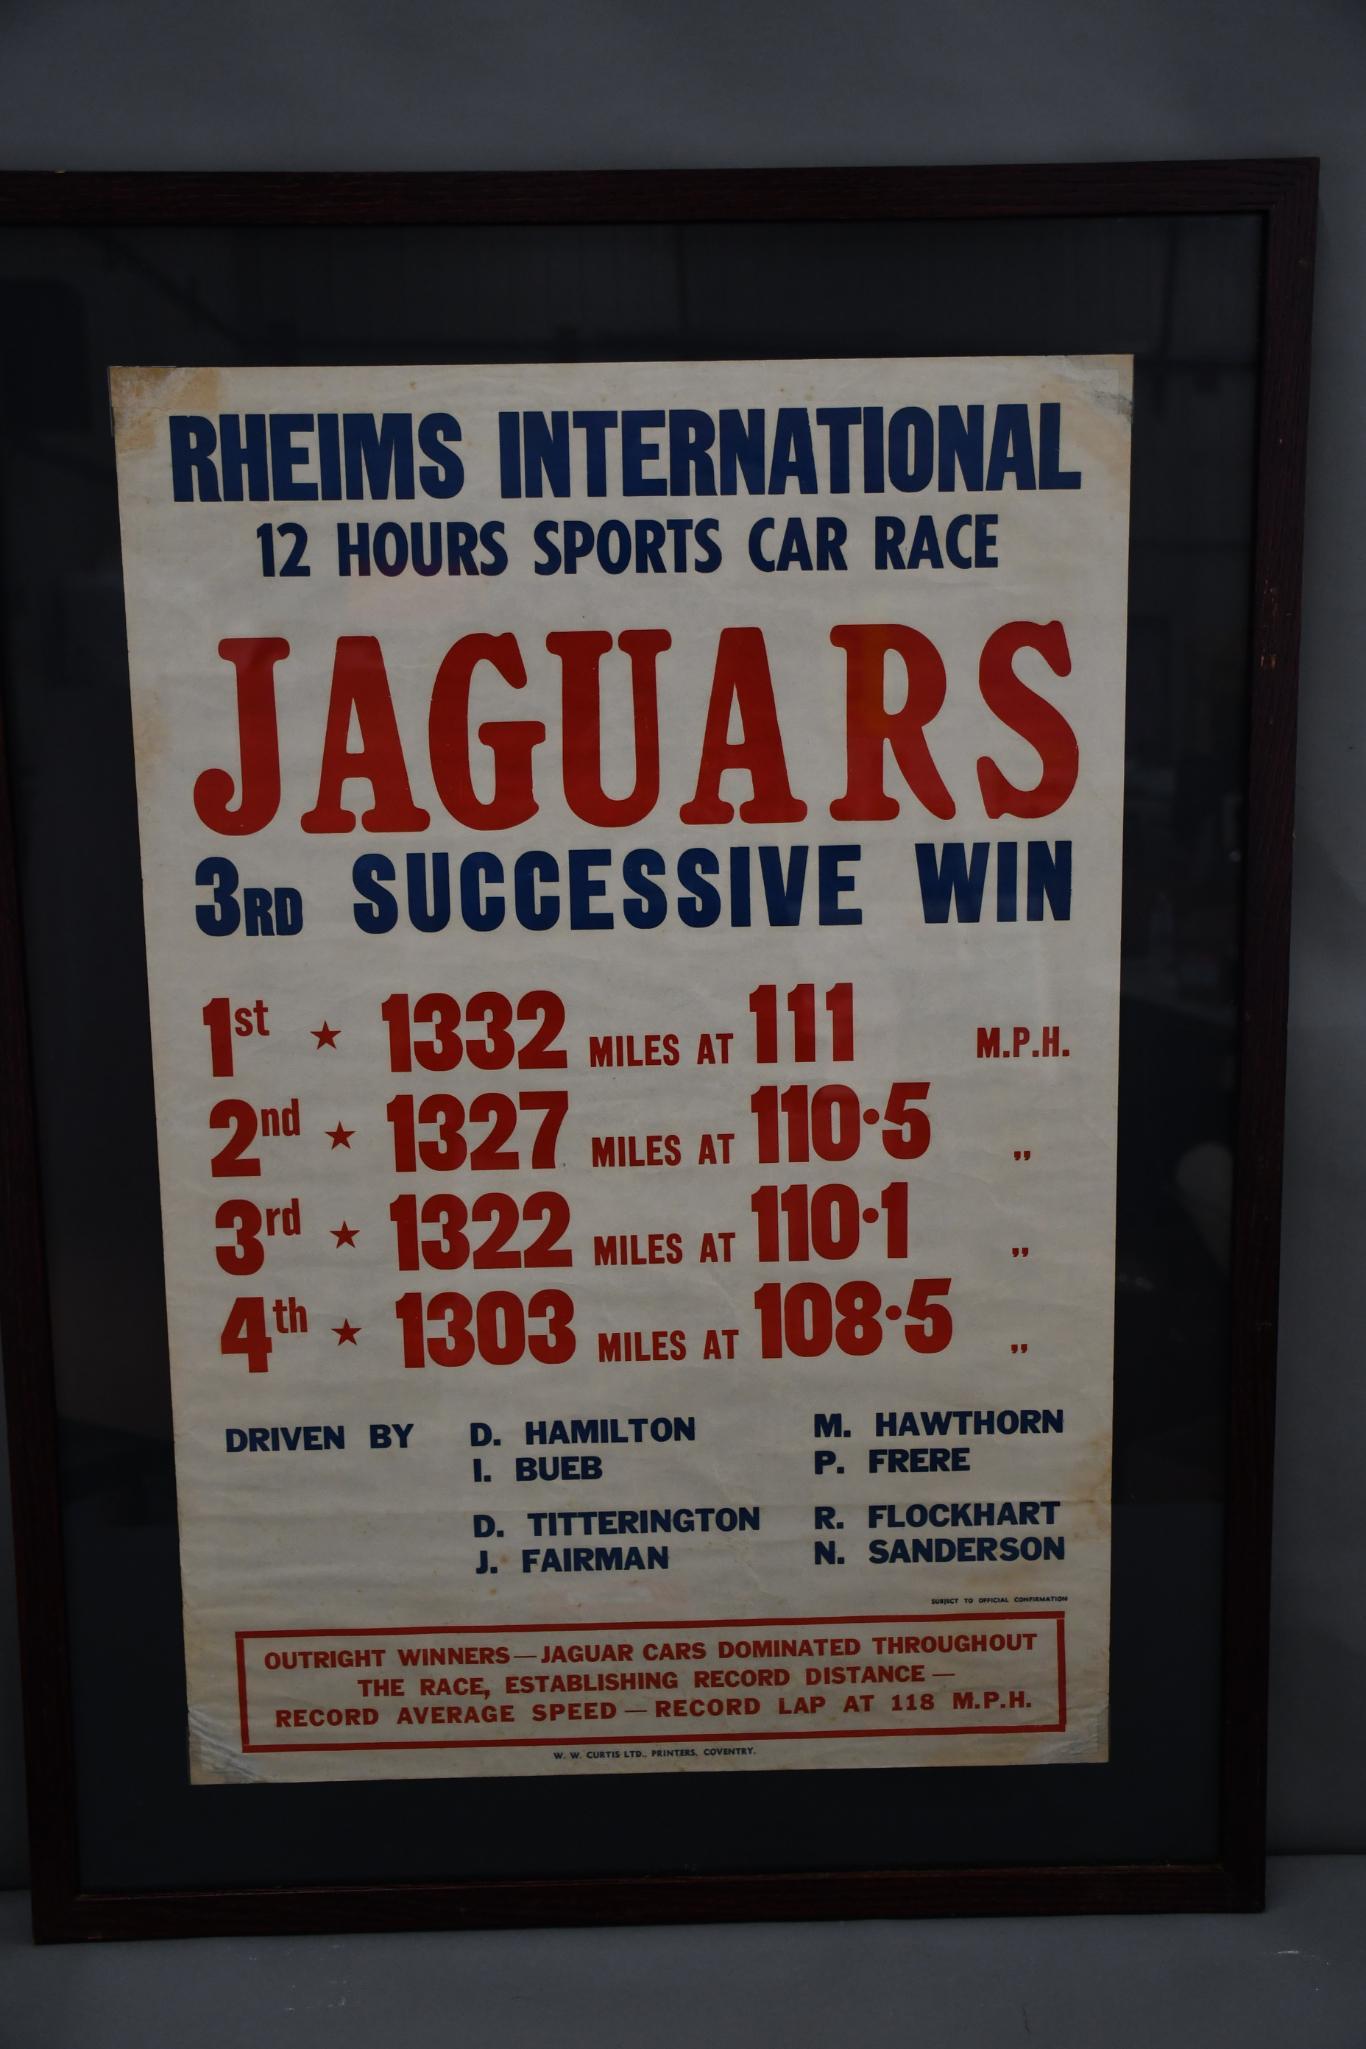 RHEIMS INTERNATIONAL
12 HOURS SPORTS CAR RACE
JAGUARS
3RD SUCCESSIVE WIN
1st ★ 1332 MILES AT 111 M.P.H.
2nd ★ 1327 MILES AT 110·5 „
3rd ★ 1322 MILES AT 110·1 „
4th ★ 1303 MILES AT 108·5 „
DRIVEN BY D. HAMILTON M. HAWTHORN
I. BUEB P. FRERE
D. TITTERINGTON R. FLOCKHART
J. FAIRMAN N. SANDERSON
SUBJECT TO OFFICIAL CONFIRMATION
OUTRIGHT WINNERS — JAGUAR CARS DOMINATED THROUGHOUT
THE RACE, ESTABLISHING RECORD DISTANCE —
RECORD AVERAGE SPEED — RECORD LAP AT 118 M.P.H.
W. W. CURTIS LTD., PRINTERS, COVENTRY.